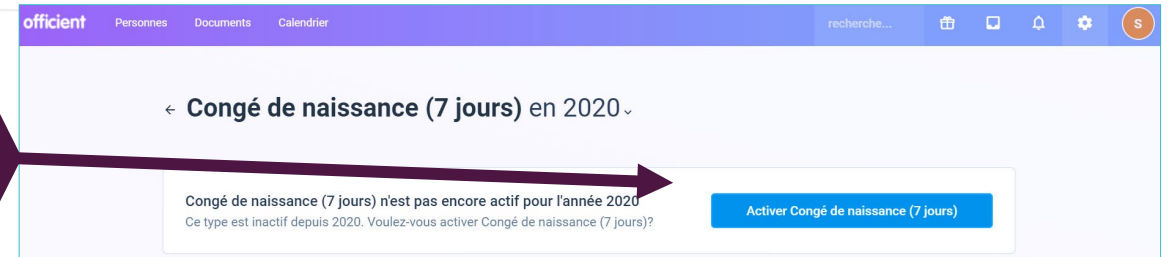 officient Personnes Documents Calendrier recherche... S
← Congé de naissance (7 jours) en 2020
Congé de naissance (7 jours) n'est pas encore actif pour l'année 2020
Ce type est inactif depuis 2020. Voulez-vous activer Congé de naissance (7 jours)?
Activer Congé de naissance (7 jours)